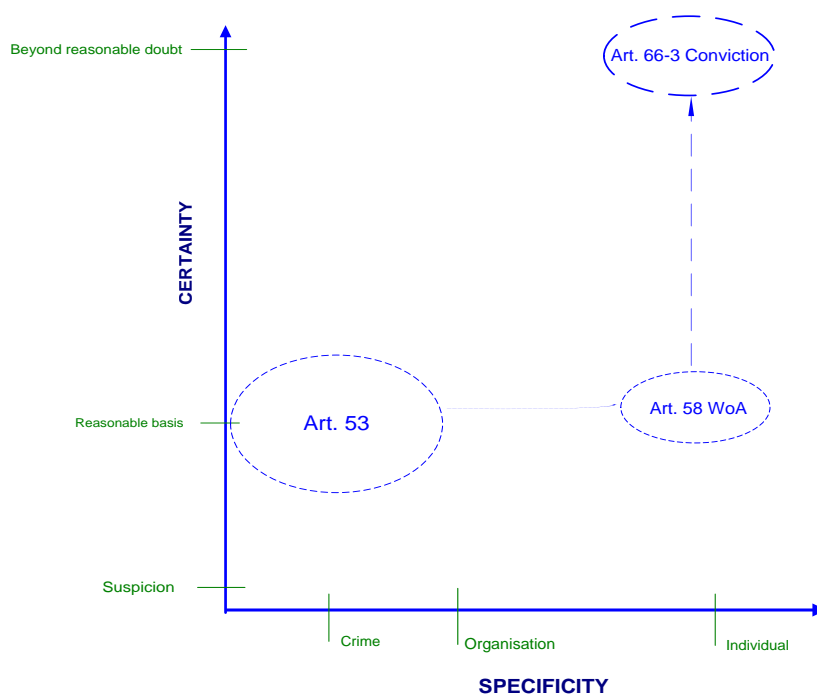 Beyond reasonable doubt
Art. 66-3 Conviction
CERTAINTY
Reasonable basis
Art. 53
Art. 58 WoA
Suspicion
Crime
Organisation
Individual
SPECIFICITY